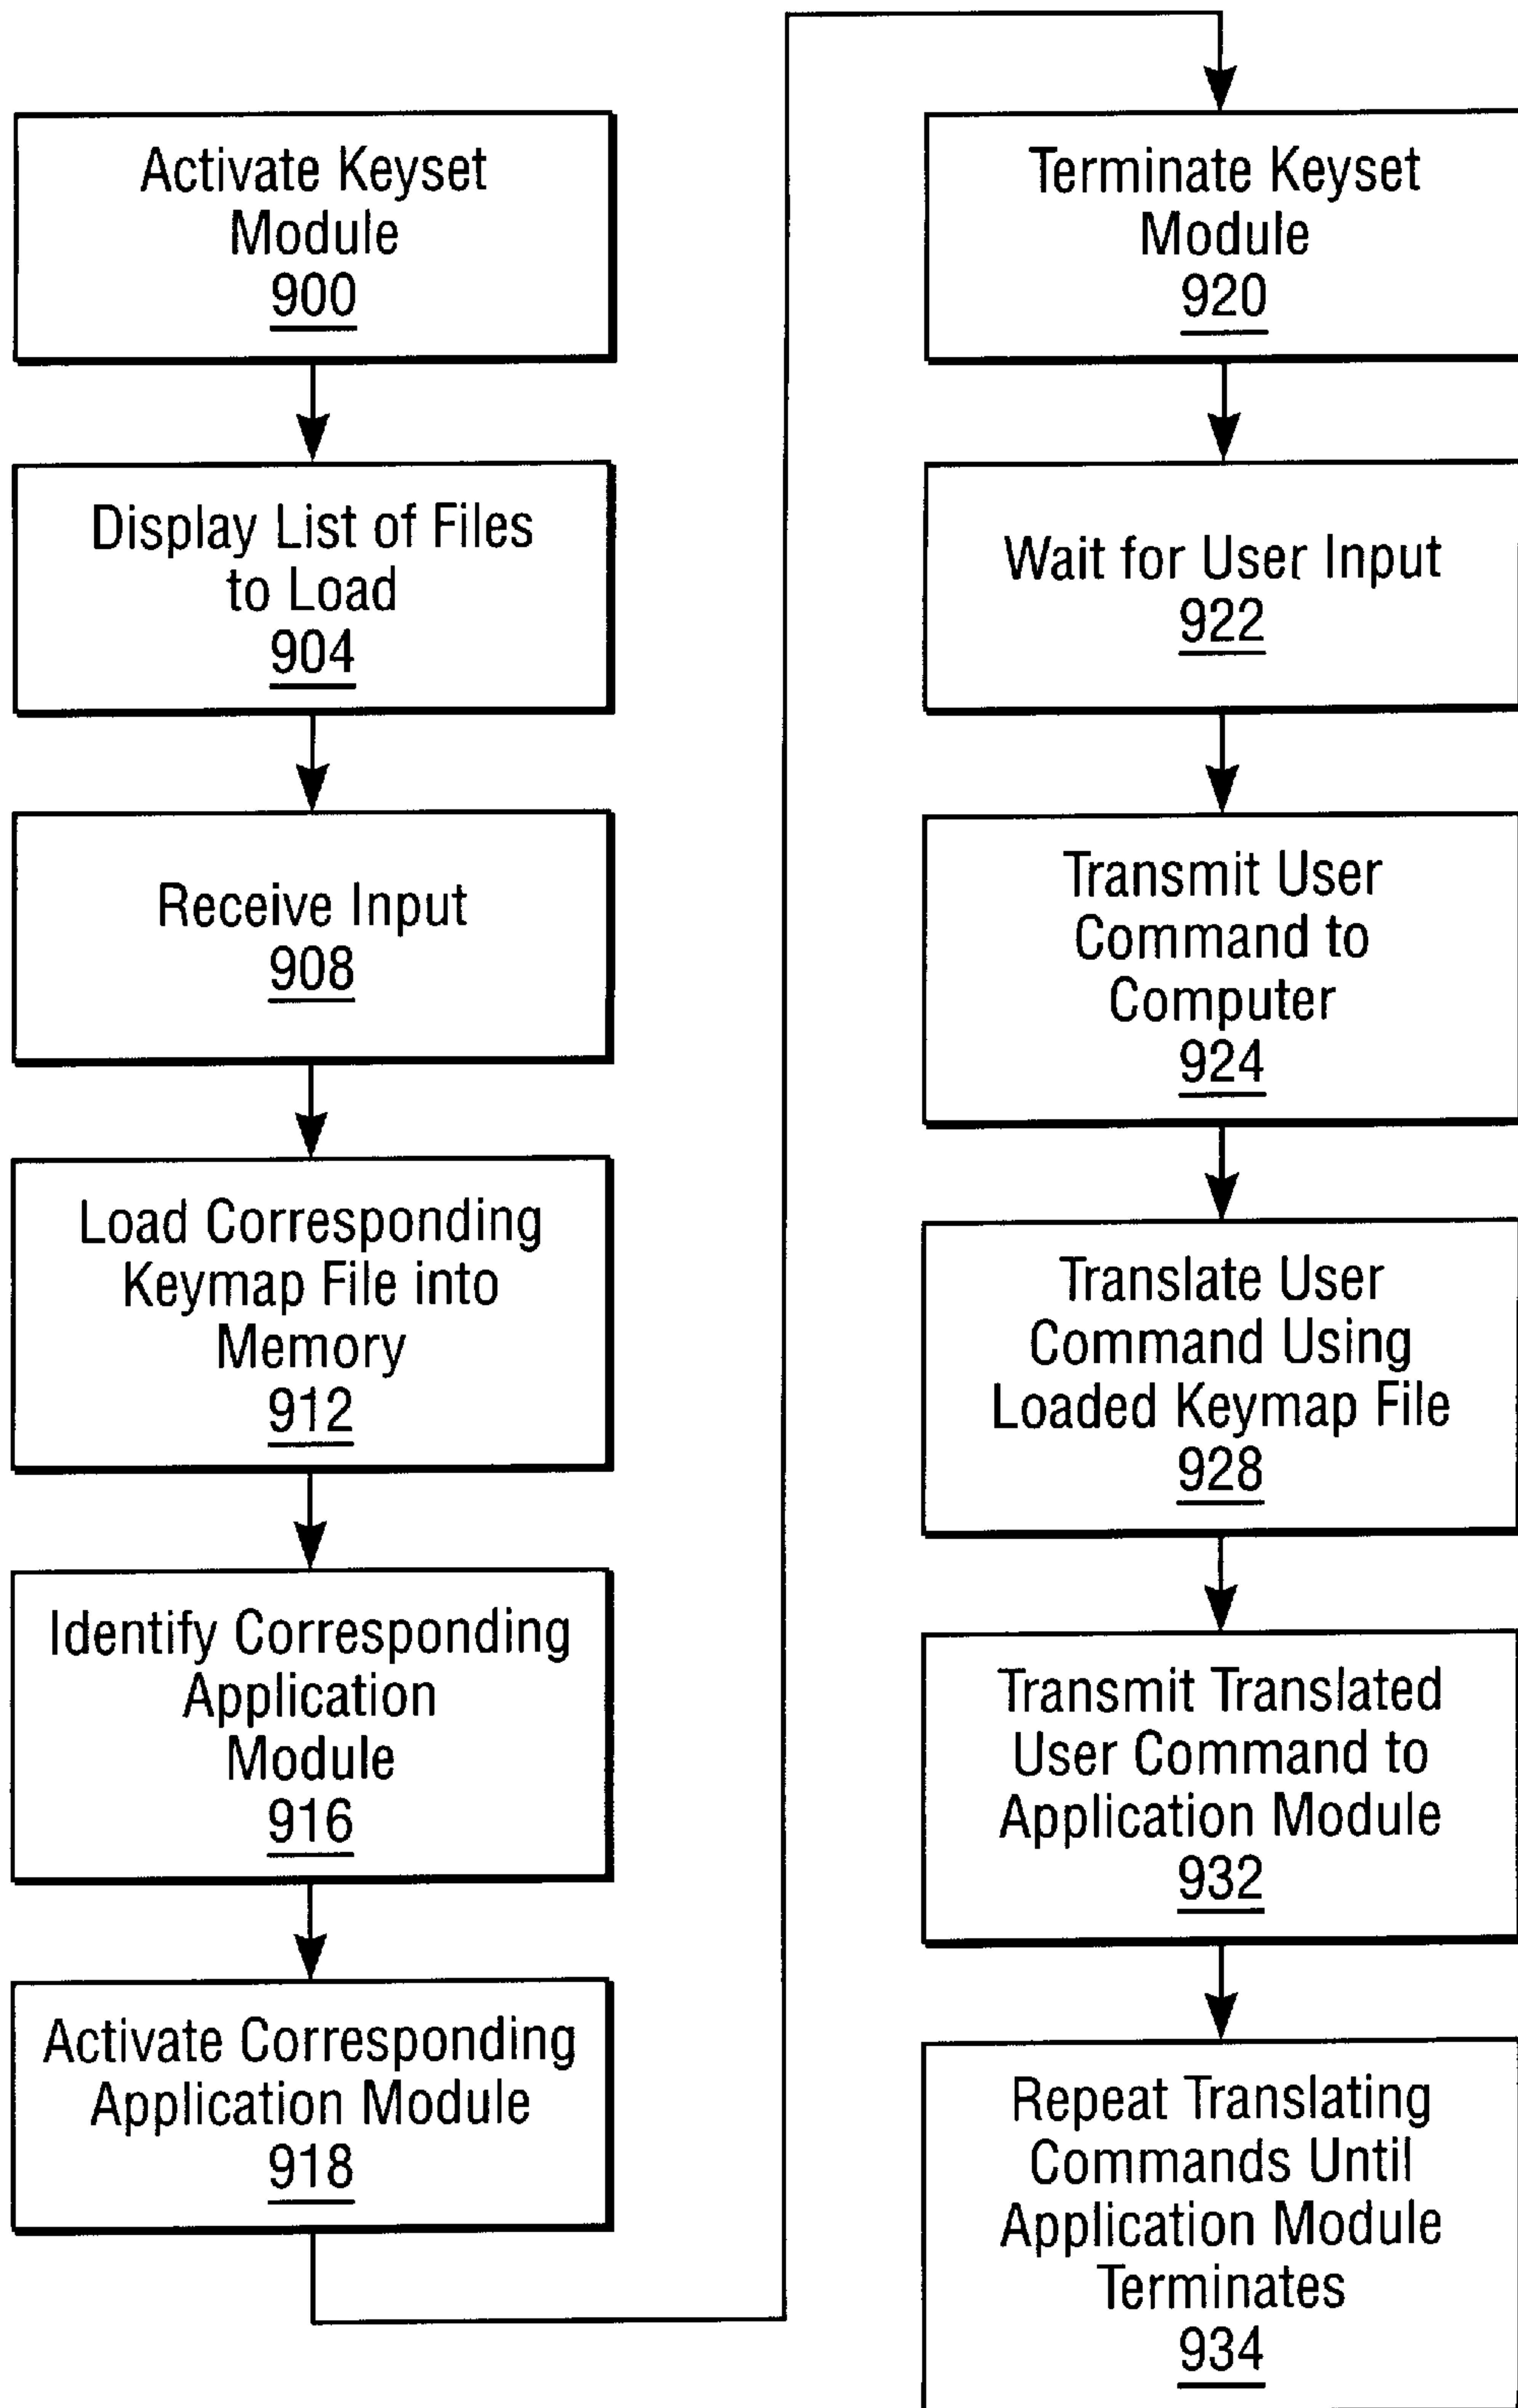 Activate Keyset
Module
900
Display List of Files
to Load
904
Receive Input
908
Load Corresponding
Keymap File into
Memory
912
Identify Corresponding
Application
Module
916
Activate Corresponding
Application Module
918
Terminate Keyset
Module
920
Wait for User Input
922
Transmit User
Command to
Computer
924
Translate User
Command Using
Loaded Keymap File
928
Transmit Translated
User Command to
Application Module
932
Repeat Translating
Commands Until
Application Module
Terminates
934